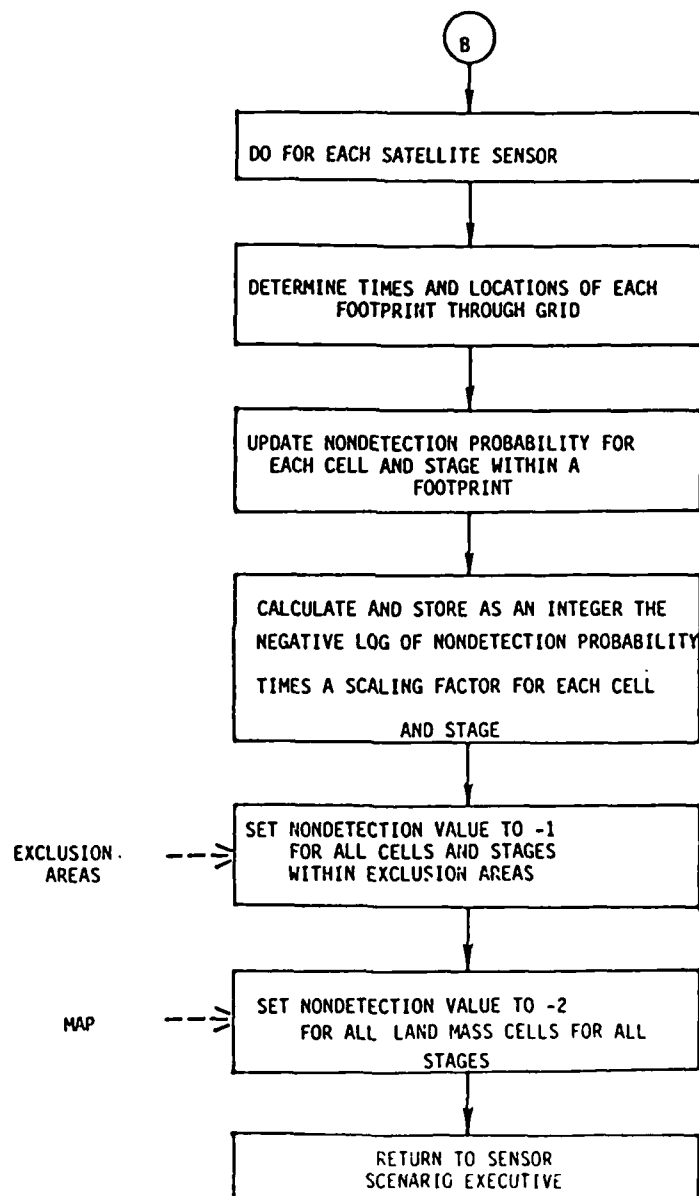 B
DO FOR EACH SATELLITE SENSOR
DETERMINE TIMES AND LOCATIONS OF EACH
FOOTPRINT THROUGH GRID
UPDATE NONDETECTION PROBABILITY FOR
EACH CELL AND STAGE WITHIN A
FOOTPRINT
CALCULATE AND STORE AS AN INTEGER THE
NEGATIVE LOG OF NONDETECTION PROBABILITY
TIMES A SCALING FACTOR FOR EACH CELL
AND STAGE
EXCLUSION
AREAS
SET NONDETECTION VALUE TO -1
FOR ALL CELLS AND STAGES
WITHIN EXCLUSION AREAS
MAP
SET NONDETECTION VALUE TO -2
FOR ALL LAND MASS CELLS FOR ALL
STAGES
RETURN TO SENSOR
SCENARIO EXECUTIVE